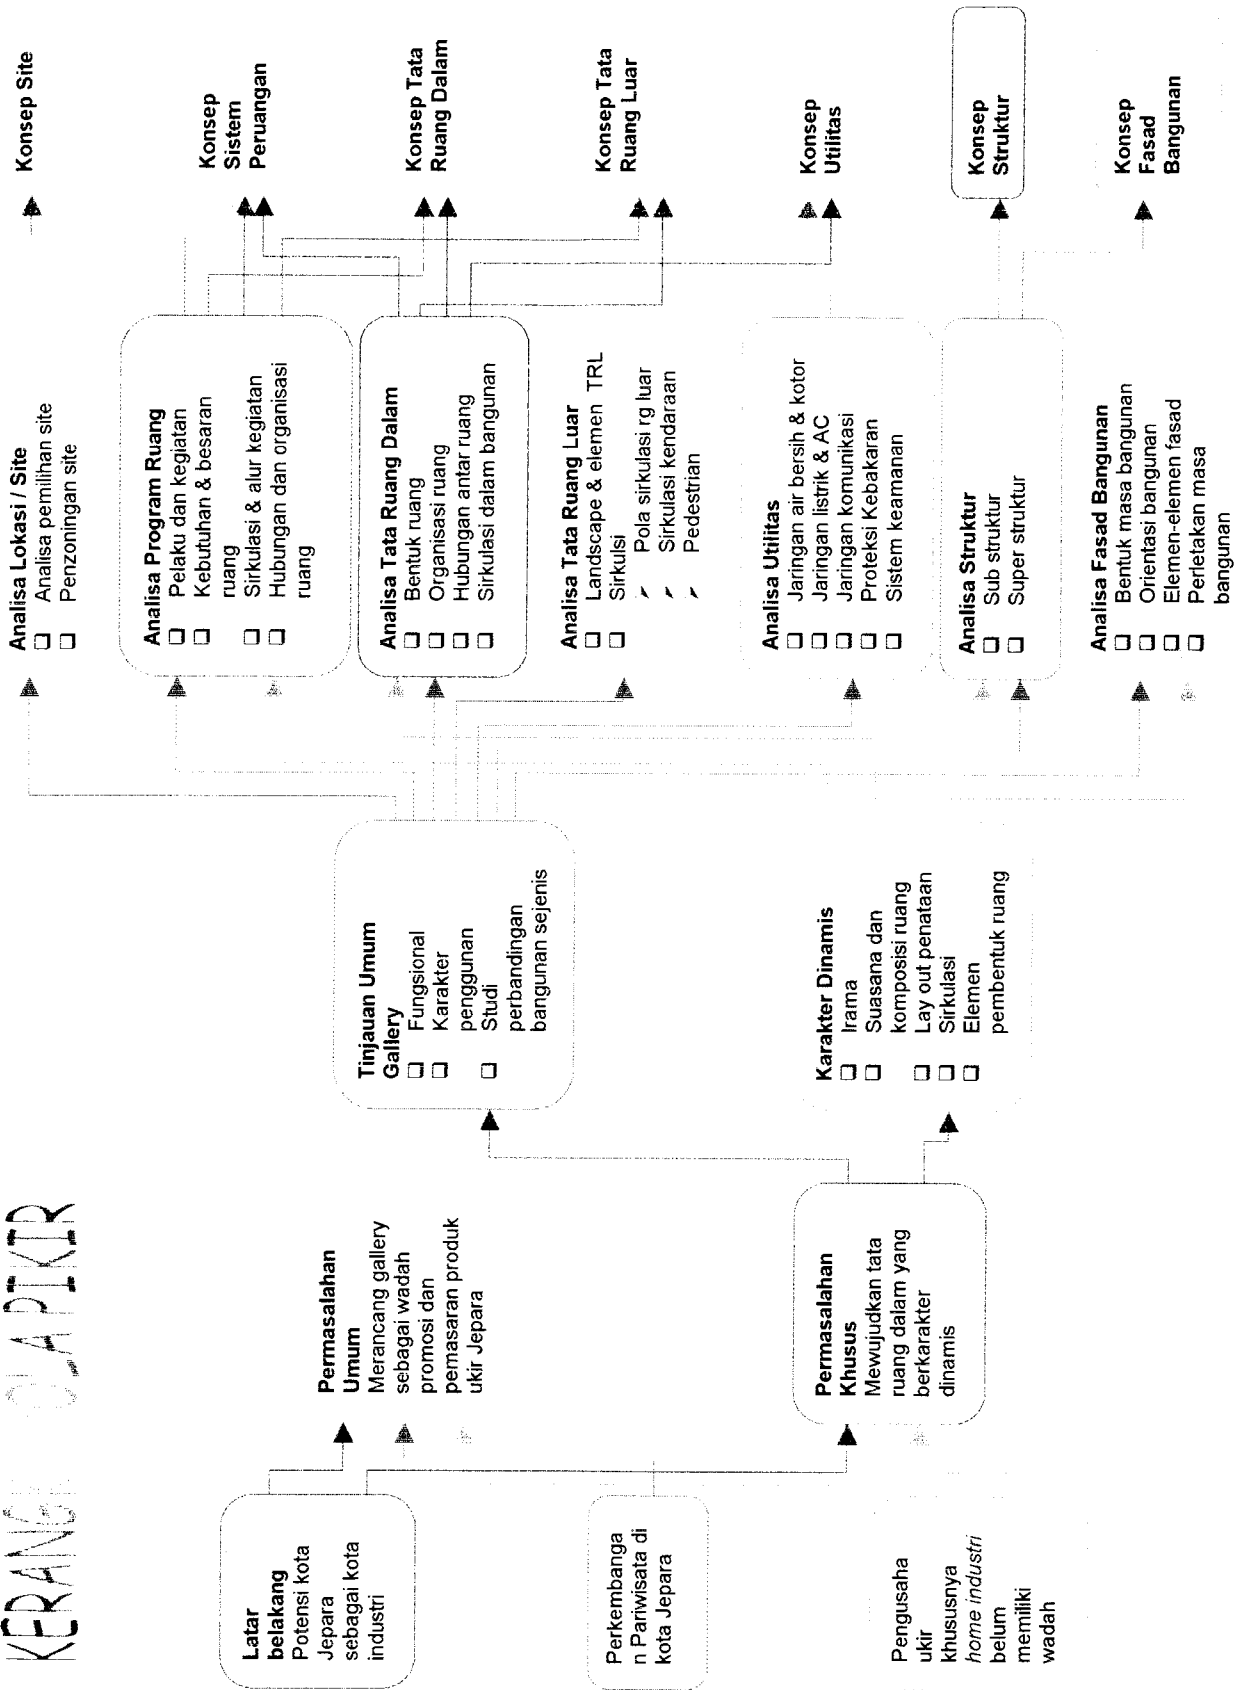 KERANGKA PIKIR
Latar
belakang
Potensi kota
Jepara
sebagai kota
industri
Perkembanga
n Pariwisata di
kota Jepara
Pengusaha
ukir
khususnya
home industri
belum
memiliki
wadah
Permasalahan
Umum
Merancang gallery
sebagai wadah
promosi dan
pemasaran produk
ukir Jepara
Permasalahan
Khusus
Mewujudkan tata
ruang dalam yang
berkarakter
dinamis
Tinjauan Umum
Gallery
❑ Fungsional
❑ Karakter
penggunan
❑ Studi
perbandingan
bangunan sejenis
Karakter Dinamis
❑ Irama
❑ Suasana dan
komposisi ruang
❑ Lay out penataan
❑ Sirkulasi
❑ Elemen
pembentuk ruang
Analisa Lokasi / Site
❑ Analisa pemilihan site
❑ Penzoningan site
Analisa Program Ruang
❑ Pelaku dan kegiatan
❑ Kebutuhan & besaran
ruang
❑ Sirkulasi & alur kegiatan
❑ Hubungan dan organisasi
ruang
Analisa Tata Ruang Dalam
❑ Bentuk ruang
❑ Organisasi ruang
❑ Hubungan antar ruang
❑ Sirkulasi dalam bangunan
Analisa Tata Ruang Luar
❑ Landscape & elemen TRL
❑ Sirkulsi
✓ Pola sirkulasi rg luar
✓ Sirkulasi kendaraan
✓ Pedestrian
Analisa Utilitas
❑ Jaringan air bersih & kotor
❑ Jaringan listrik & AC
❑ Jaringan komunikasi
❑ Proteksi Kebakaran
❑ Sistem keamanan
Analisa Struktur
❑ Sub struktur
❑ Super struktur
Analisa Fasad Bangunan
❑ Bentuk masa bangunan
❑ Orientasi bangunan
❑ Elemen-elemen fasad
❑ Perletakan masa
bangunan
Konsep Site
Konsep
Sistem
Peruangan
Konsep Tata
Ruang Dalam
Konsep Tata
Ruang Luar
Konsep
Utilitas
Konsep
Struktur
Konsep
Fasad
Bangunan